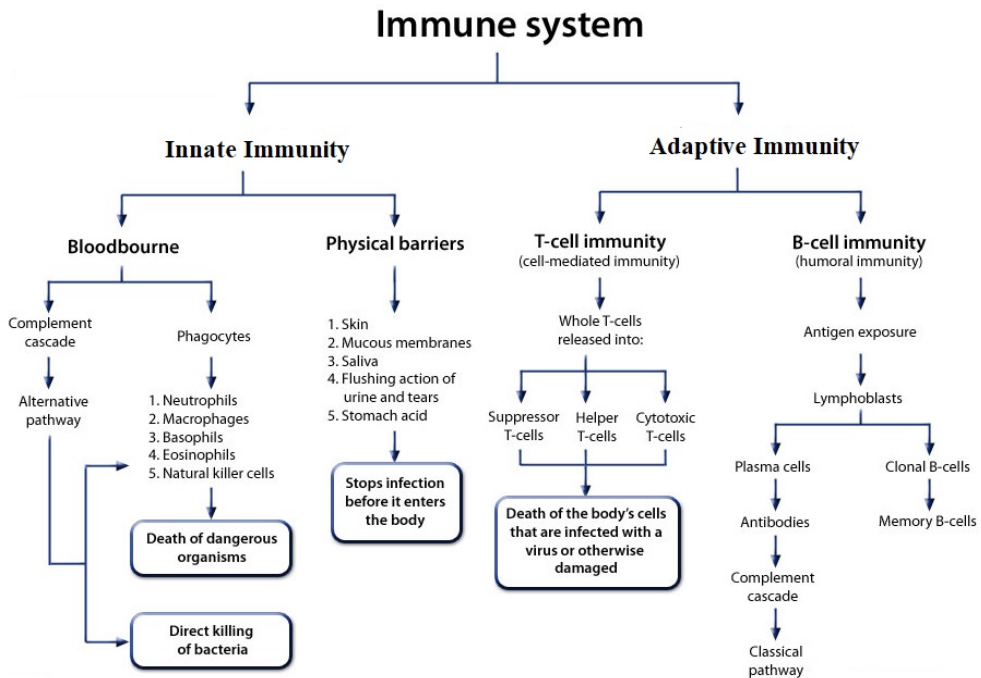 Immune system
Innate Immunity
Adaptive Immunity
Bloodbourne
Physical barriers
T-cell immunity
(cell-mediated immunity)
B-cell immunity
(humoral immunity)
Complement
cascade
Alternative
pathway
Phagocytes
1. Neutrophils
2. Macrophages
3. Basophils
4. Eosinophils
5. Natural killer cells
Death of dangerous
organisms
Direct killing
of bacteria
1. Skin
2. Mucous membranes
3. Saliva
4. Flushing action of
urine and tears
5. Stomach acid
Stops infection
before it enters
the body
Whole T-cells
released into:
Suppressor
T-cells
Helper
T-cells
Cytotoxic
T-cells
Death of the body's cells
that are infected with a
virus or otherwise
damaged
Antigen exposure
Lymphoblasts
Plasma cells
Antibodies
Complement
cascade
Classical
pathway
Clonal B-cells
Memory B-cells